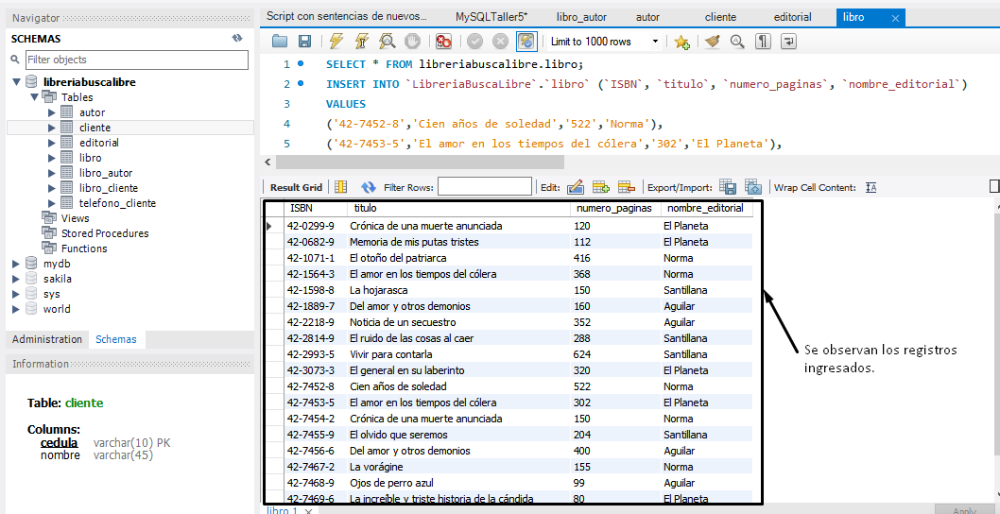 Navigator
SCHEMAS
Filter objects
libreriabuscalibre
Tables
autor
cliente
editorial
libro
libro_autor
libro_cliente
telefono_cliente
Views
Stored Procedures
Functions
mydb
sakila
sys
world
Administration Schemas
Information
Table: cliente
Columns:
cedula varchar(10) PK
nombre varchar(45)
Script con sentencias de nuevos... MySQLTaller5* libro_autor autor cliente editorial libro
Limit to 1000 rows
1 SELECT * FROM libreriabuscalibre.libro;
2 INSERT INTO `LibreriaBuscaLibre`.`libro` (`ISBN`, `titulo`, `numero_paginas`, `nombre_editorial`)
3 VALUES
4 ('42-7452-8','Cien años de soledad','522','Norma'),
5 ('42-7453-5','El amor en los tiempos del cólera','302','El Planeta'),
Result Grid Filter Rows: Edit: Export/Import: Wrap Cell Content:
ISBN titulo numero_paginas nombre_editorial
42-0299-9 Crónica de una muerte anunciada 120 El Planeta
42-0682-9 Memoria de mis putas tristes 112 El Planeta
42-1071-1 El otoño del patriarca 416 Norma
42-1564-3 El amor en los tiempos del cólera 368 Norma
42-1598-8 La hojarasca 150 Santillana
42-1889-7 Del amor y otros demonios 160 Aguilar
42-2218-9 Noticia de un secuestro 352 Aguilar
42-2814-9 El ruido de las cosas al caer 288 Santillana
42-2993-5 Vivir para contarla 624 Santillana
42-3073-3 El general en su laberinto 320 El Planeta
42-7452-8 Cien años de soledad 522 Norma
42-7453-5 El amor en los tiempos del cólera 302 El Planeta
42-7454-2 Crónica de una muerte anunciada 150 Norma
42-7455-9 El olvido que seremos 204 Santillana
42-7456-6 Del amor y otros demonios 400 Aguilar
42-7467-2 La vorágine 155 Norma
42-7468-9 Ojos de perro azul 99 Aguilar
42-7469-6 La increíble y triste historia de la cándida 80 El Planeta
Se observan los registros
ingresados.
libro 1
Apply